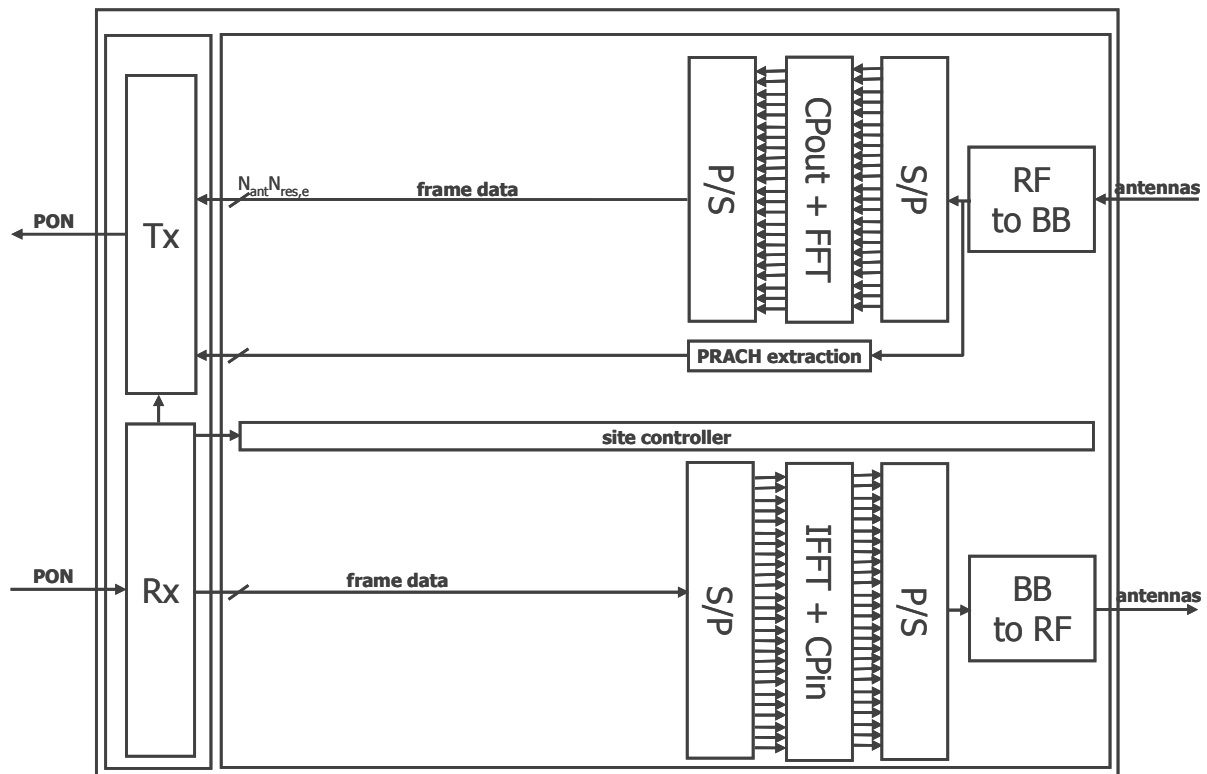 PON
Tx
N_ant N_res,e
frame data
P/S
CPout + FFT
S/P
RF
to BB
antennas
PRACH extraction
site controller
PON
Rx
frame data
S/P
IFFT + CPin
P/S
BB
to RF
antennas